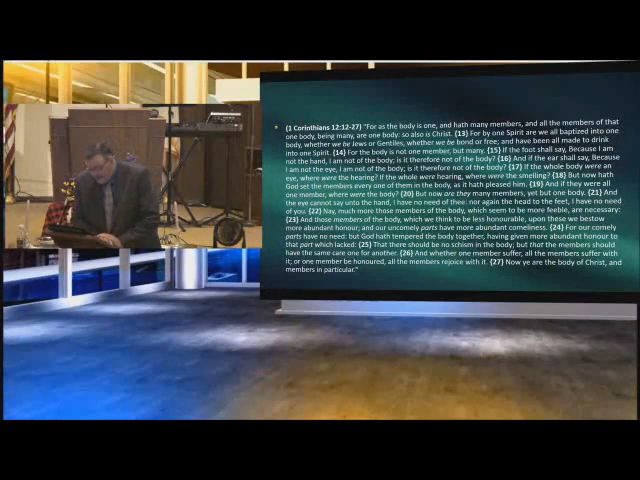 (1 Corinthians 12:12-27) "For as the body is one, and hath many members, and all the members of that
one body, being many, are one body: so also is Christ. (13) For by one Spirit are we all baptized into one
body, whether we be Jews or Gentiles, whether we be bond or free; and have been all made to drink
into one Spirit. (14) For the body is not one member, but many. (15) If the foot shall say, Because I am
not the hand, I am not of the body; is it therefore not of the body? (16) And if the ear shall say, Because
I am not the eye, I am not of the body; is it therefore not of the body? (17) If the whole body were an
eye, where were the hearing? If the whole were hearing, where were the smelling? (18) But now hath
God set the members every one of them in the body, as it hath pleased him. (19) And if they were all
one member, where were the body? (20) But now are they many members, yet but one body. (21) And
the eye cannot say unto the hand, I have no need of thee: nor again the head to the feet, I have no need
of you. (22) Nay, much more those members of the body, which seem to be more feeble, are necessary:
(23) And those members of the body, which we think to be less honourable, upon these we bestow
more abundant honour; and our uncomely parts have more abundant comeliness. (24) For our comely
parts have no need: but God hath tempered the body together, having given more abundant honour to
that part which lacked: (25) That there should be no schism in the body; but that the members should
have the same care one for another. (26) And whether one member suffer, all the members suffer with
it; or one member be honoured, all the members rejoice with it. (27) Now ye are the body of Christ, and
members in particular."